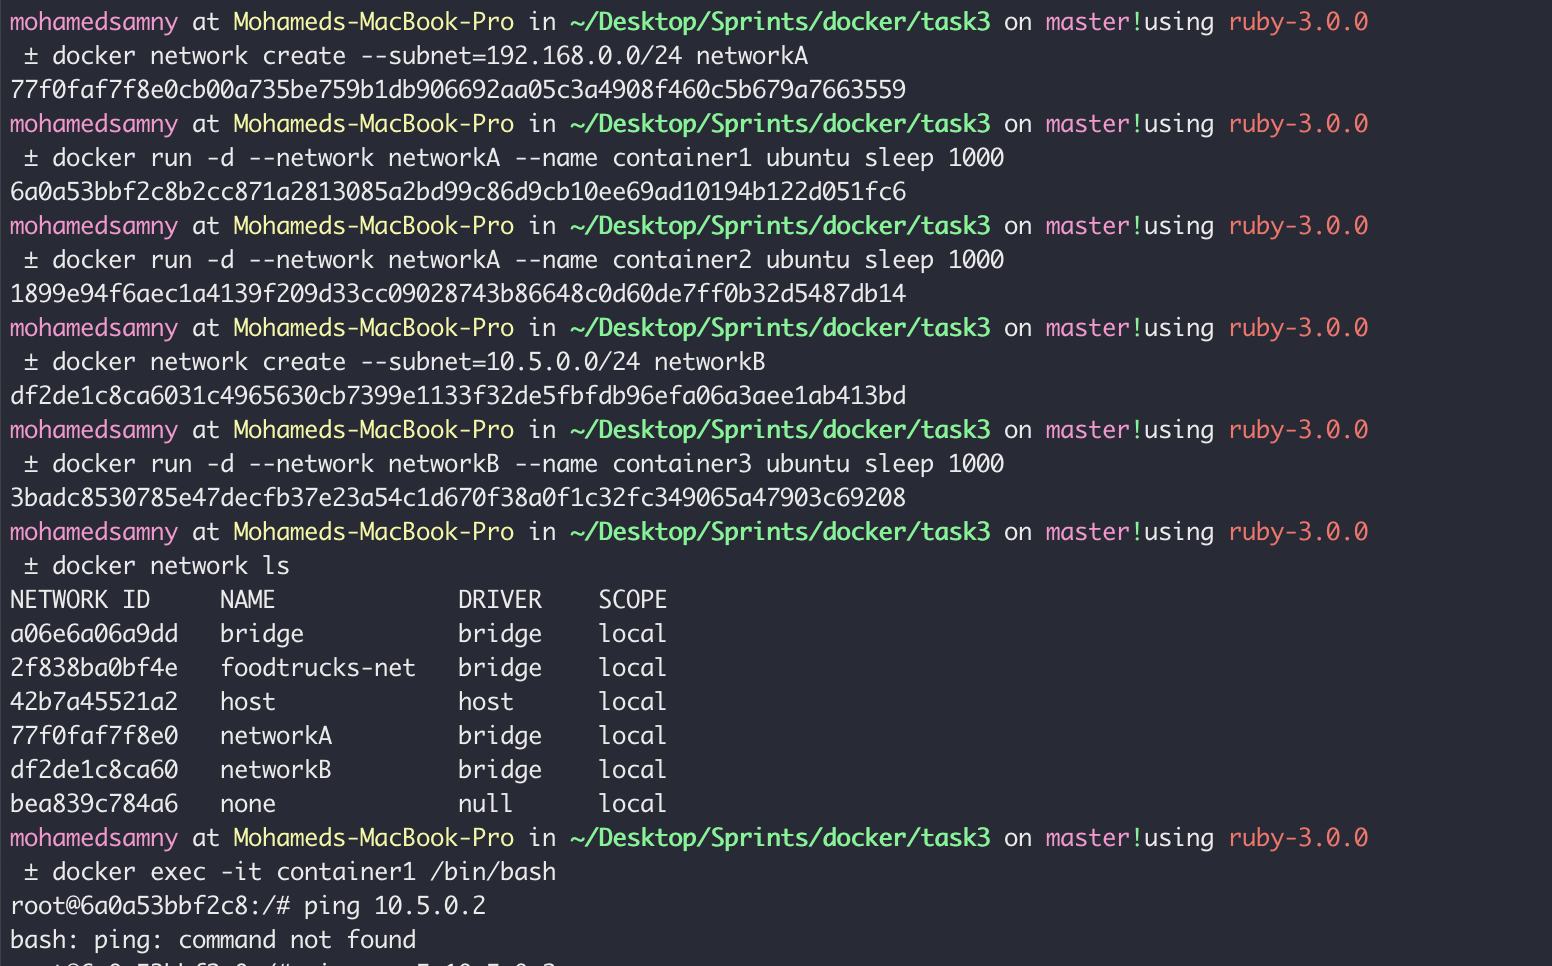 mohamedsamny at Mohameds-MacBook-Pro in ~/Desktop/Sprints/docker/task3 on master!using ruby-3.0.0
± docker network create --subnet=192.168.0.0/24 networkA
77f0faf7f8e0cb00a735be759b1db906692aa05c3a4908f460c5b679a7663559
mohamedsamny at Mohameds-MacBook-Pro in ~/Desktop/Sprints/docker/task3 on master!using ruby-3.0.0
± docker run -d --network networkA --name container1 ubuntu sleep 1000
6a0a53bbf2c8b2cc871a2813085a2bd99c86d9cb10ee69ad10194b122d051fc6
mohamedsamny at Mohameds-MacBook-Pro in ~/Desktop/Sprints/docker/task3 on master!using ruby-3.0.0
± docker run -d --network networkA --name container2 ubuntu sleep 1000
1899e94f6aec1a4139f209d33cc09028743b86648c0d60de7ff0b32d5487db14
mohamedsamny at Mohameds-MacBook-Pro in ~/Desktop/Sprints/docker/task3 on master!using ruby-3.0.0
± docker network create --subnet=10.5.0.0/24 networkB
df2de1c8ca6031c4965630cb7399e1133f32de5fbfdb96efa06a3aee1ab413bd
mohamedsamny at Mohameds-MacBook-Pro in ~/Desktop/Sprints/docker/task3 on master!using ruby-3.0.0
± docker run -d --network networkB --name container3 ubuntu sleep 1000
3badc8530785e47decfb37e23a54c1d670f38a0f1c32fc349065a47903c69208
mohamedsamny at Mohameds-MacBook-Pro in ~/Desktop/Sprints/docker/task3 on master!using ruby-3.0.0
± docker network ls
NETWORK ID NAME DRIVER SCOPE
a06e6a06a9dd bridge bridge local
2f838ba0bf4e foodtrucks-net bridge local
42b7a45521a2 host host local
77f0faf7f8e0 networkA bridge local
df2de1c8ca60 networkB bridge local
bea839c784a6 none null local
mohamedsamny at Mohameds-MacBook-Pro in ~/Desktop/Sprints/docker/task3 on master!using ruby-3.0.0
± docker exec -it container1 /bin/bash
root@6a0a53bbf2c8:/# ping 10.5.0.2
bash: ping: command not found